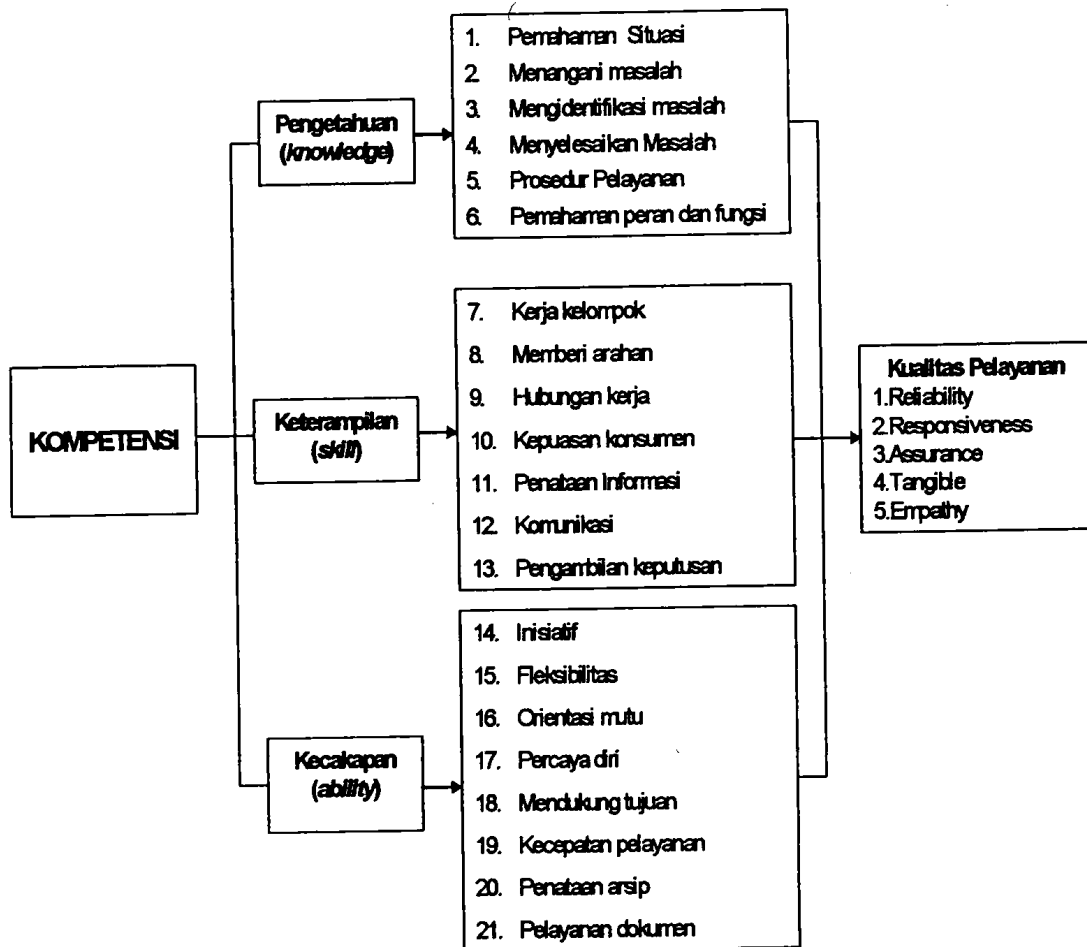 KOMPETENSI
Pengetahuan
(knowledge)
1. Pemahaman Situasi
2. Menangani masalah
3. Mengidentifikasi masalah
4. Menyelesaikan Masalah
5. Prosedur Pelayanan
6. Pemahaman peran dan fungsi
Keterampilan
(skill)
7. Kerja kelompok
8. Memberi arahan
9. Hubungan kerja
10. Kepuasan konsumen
11. Penataan Informasi
12. Komunikasi
13. Pengambilan keputusan
Kecakapan
(ability)
14. Inisiatif
15. Fleksibilitas
16. Orientasi mutu
17. Percaya diri
18. Mendukung tujuan
19. Kecepatan pelayanan
20. Penataan arsip
21. Pelayanan dokumen
Kualitas Pelayanan
1.Reliability
2.Responsiveness
3.Assurance
4.Tangible
5.Empathy